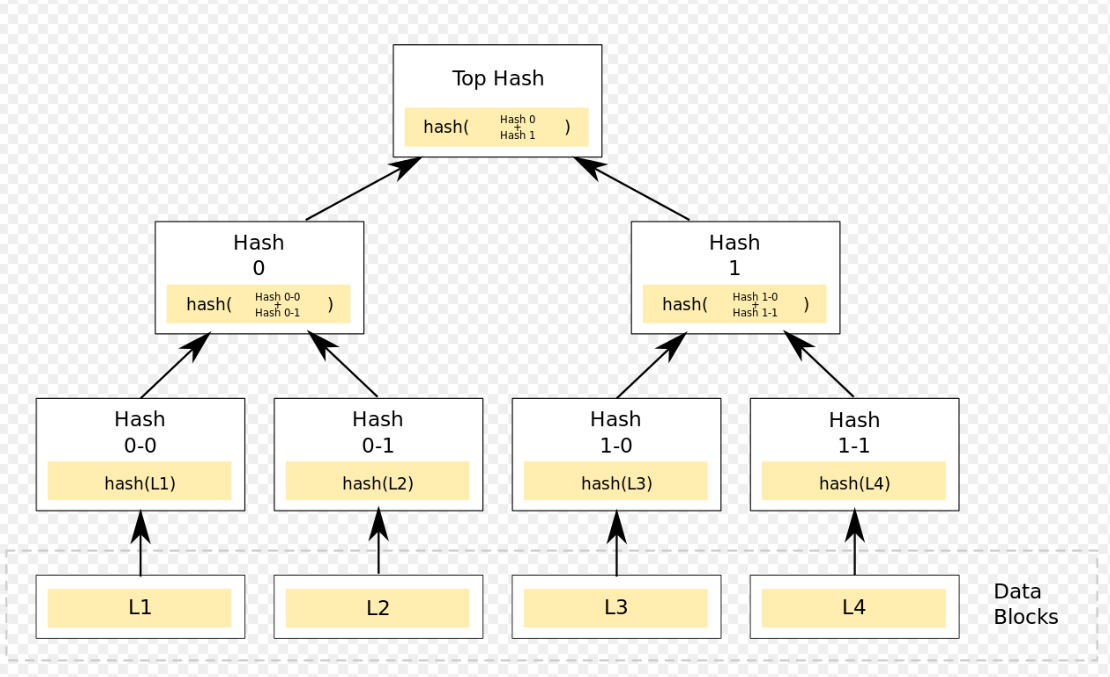 Top Hash
hash( Hash 0 + Hash 1 )
Hash
0
hash( Hash 0-0 + Hash 0-1 )
Hash
1
hash( Hash 1-0 + Hash 1-1 )
Hash
0-0
hash(L1)
Hash
0-1
hash(L2)
Hash
1-0
hash(L3)
Hash
1-1
hash(L4)
L1
L2
L3
L4
Data
Blocks